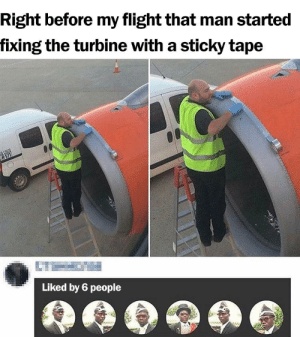 Right before my flight that man started
fixing the turbine with a sticky tape
Liked by 6 people